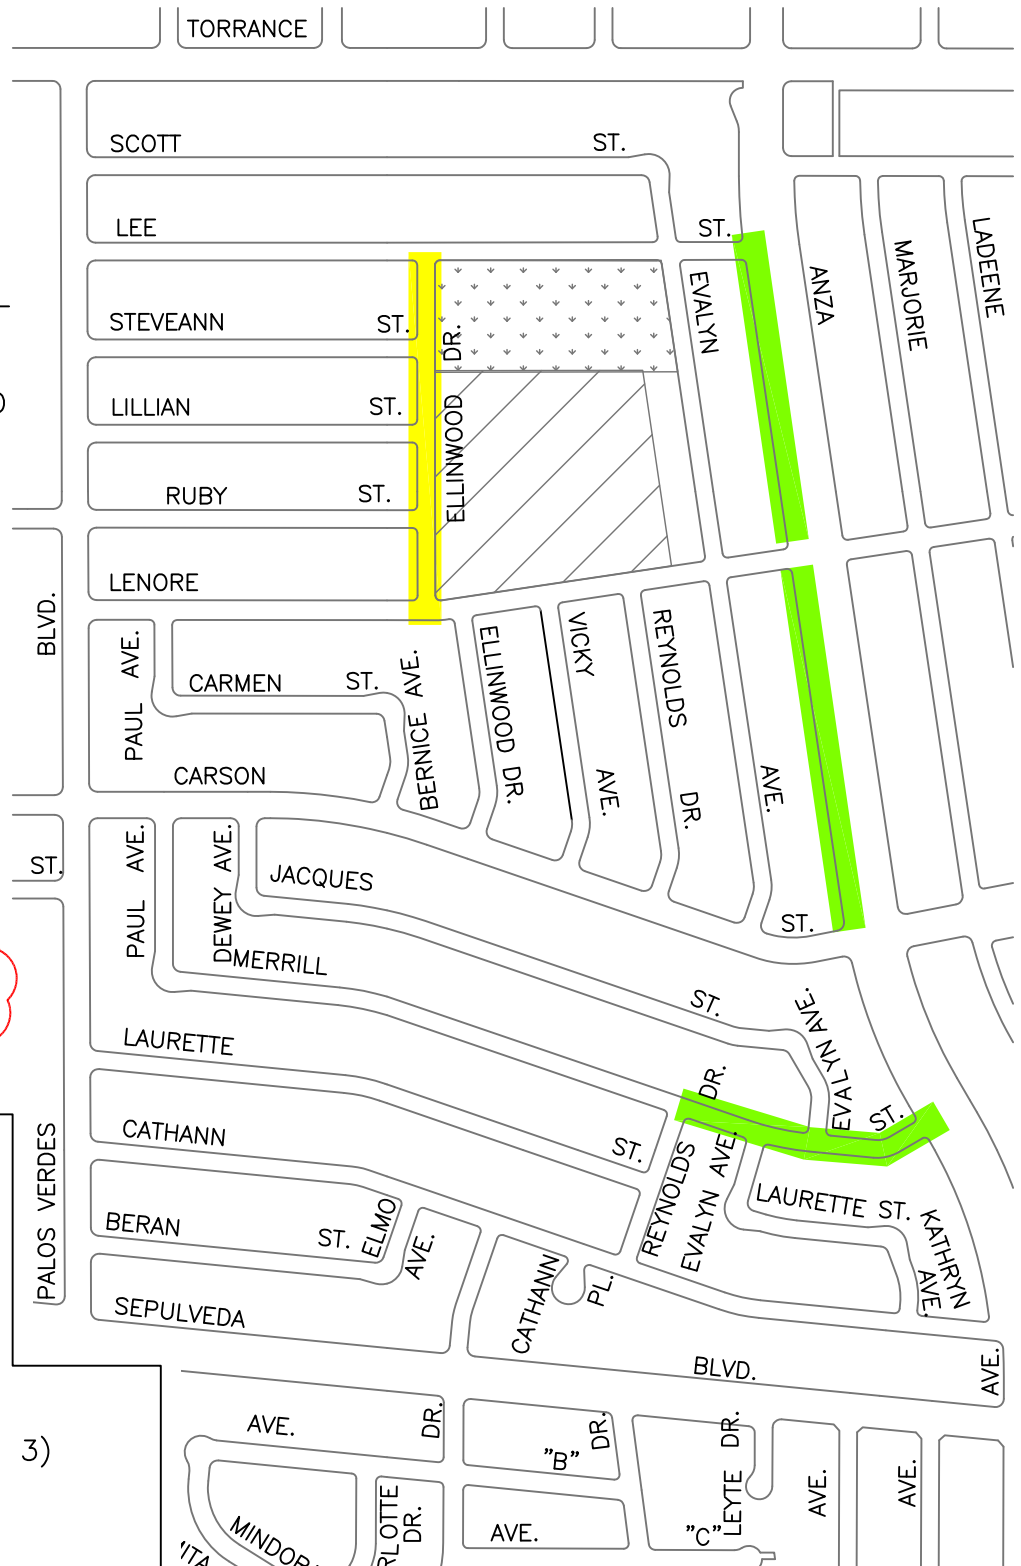 TORRANCE
SCOTT ST.
LEE ST.
STEVEANN ST.
DR.
EVALYN
ANZA
MARJORIE
LADEENE
LILLIAN ST.
ELLINWOOD
RUBY ST.
LENORE
BLVD.
PAUL AVE.
CARMEN ST.
BERNICE AVE.
ELLINWOOD DR.
VICKY AVE.
REYNOLDS DR.
AVE.
CARSON ST.
ST.
PAUL AVE.
DEWEY AVE.
JACQUES ST.
MERRILL DR.
EVALYN AVE.
ST.
LAURETTE ST.
CATHANN
REYNOLDS
EVALYN AVE.
LAURETTE ST.
KATHRYN AVE.
PALOS VERDES
BERAN ST.
ELMO AVE.
CATHANN PL.
SEPULVEDA BLVD.
AVE.
AVE.
DR.
"B"
DR.
LEYTE DR.
AVE.
AVE.
3)
RLOTTE DR.
AVE.
"C"
MINDOR
ITA